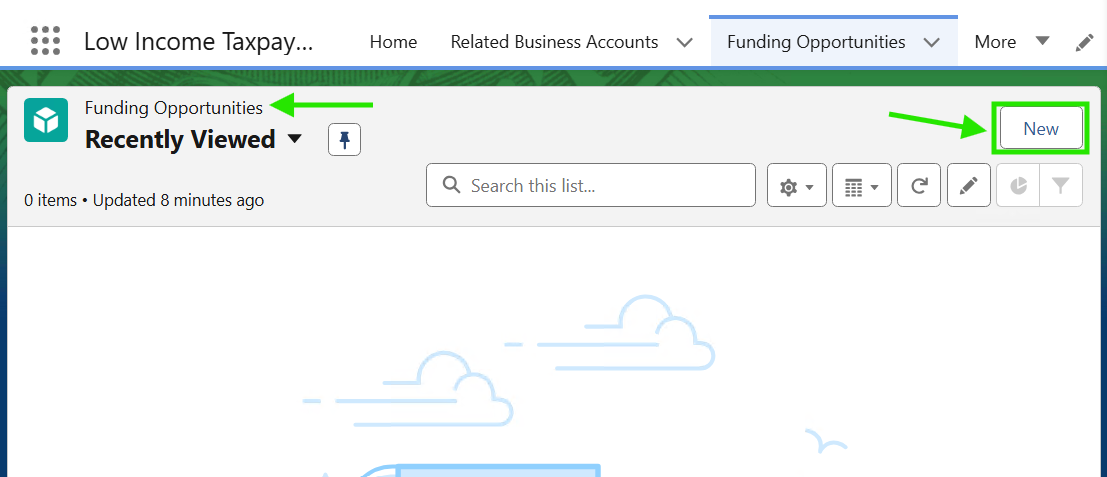 Low Income Taxpay... Home Related Business Accounts Funding Opportunities More
Funding Opportunities
Recently Viewed
New
0 items • Updated 8 minutes ago
Search this list...